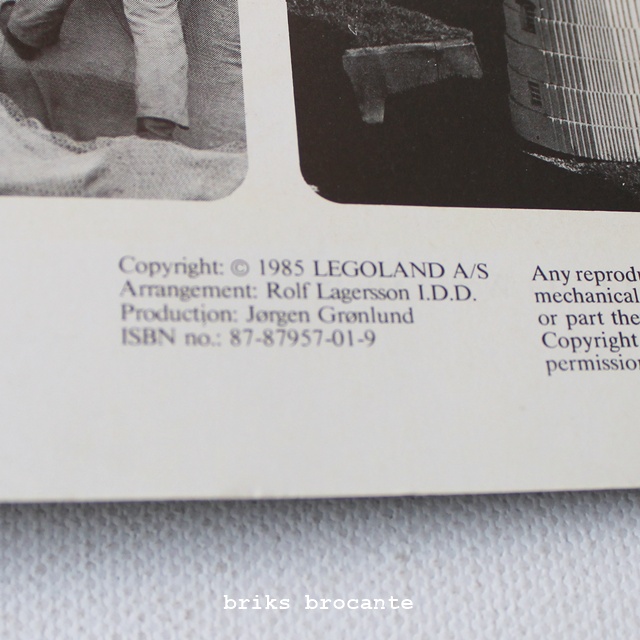 Copyright: © 1985 LEGOLAND A/S
Arrangement: Rolf Lagersson I.D.D.
Production: Jørgen Grønlund
ISBN no.: 87-87957-01-9
Any reprodu
mechanical
or part the
Copyright
permission
briks brocante